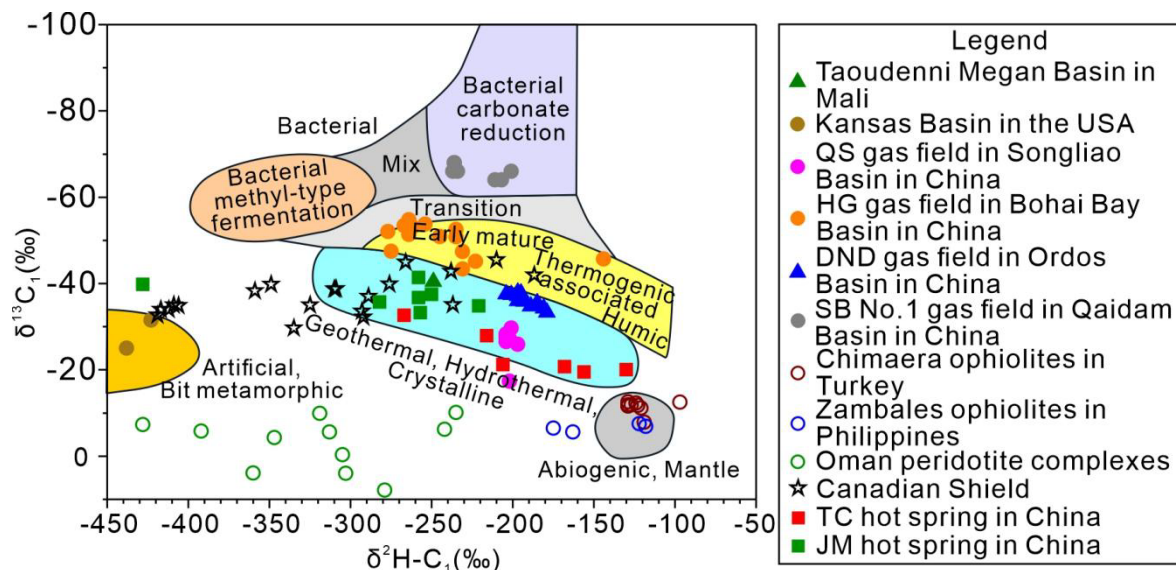 -100
-80
-60
-40
-20
0
δ¹³C₁(‰)
-450
-400
-350
-300
-250
-200
-150
-100
-50
δ²H-C₁(‰)
Bacterial
carbonate
reduction
Bacterial
Mix
Bacterial
methyl-type
fermentation
Transition
Early mature
Thermogenic
associated
Humic
Geothermal, Hydrothermal,
Crystalline
Artificial,
Bit metamorphic
Abiogenic, Mantle
Legend
Taoudenni Megan Basin in
Mali
Kansas Basin in the USA
QS gas field in Songliao
Basin in China
HG gas field in Bohai Bay
Basin in China
DND gas field in Ordos
Basin in China
SB No.1 gas field in Qaidam
Basin in China
Chimaera ophiolites in
Turkey
Zambales ophiolites in
Philippines
Oman peridotite complexes
Canadian Shield
TC hot spring in China
JM hot spring in China